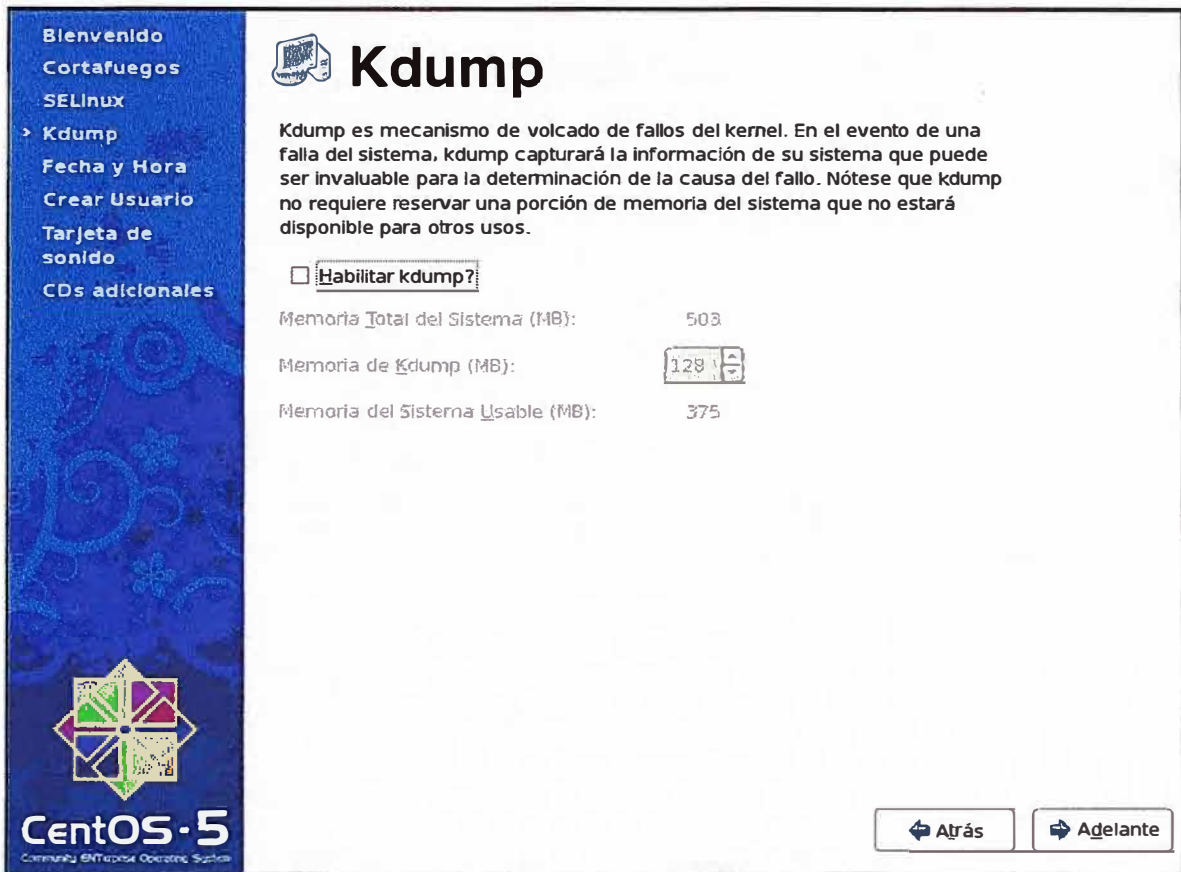 Bienvenido
Cortafuegos
SELinux
> Kdump
Fecha y Hora
Crear Usuario
Tarjeta de
sonido
CDs adicionales
CentOS-5
Community ENTerprise Operating System
Kdump
Kdump es mecanismo de volcado de fallos del kernel. En el evento de una
falla del sistema, kdump capturará la información de su sistema que puede
ser invaluable para la determinación de la causa del fallo. Nótese que kdump
no requiere reservar una porción de memoria del sistema que no estará
disponible para otros usos.
Habilitar kdump?
Memoria Total del Sistema (MB): 503
Memoria de Kdump (MB): 128
Memoria del Sistema Usable (MB): 375
Atrás
Adelante